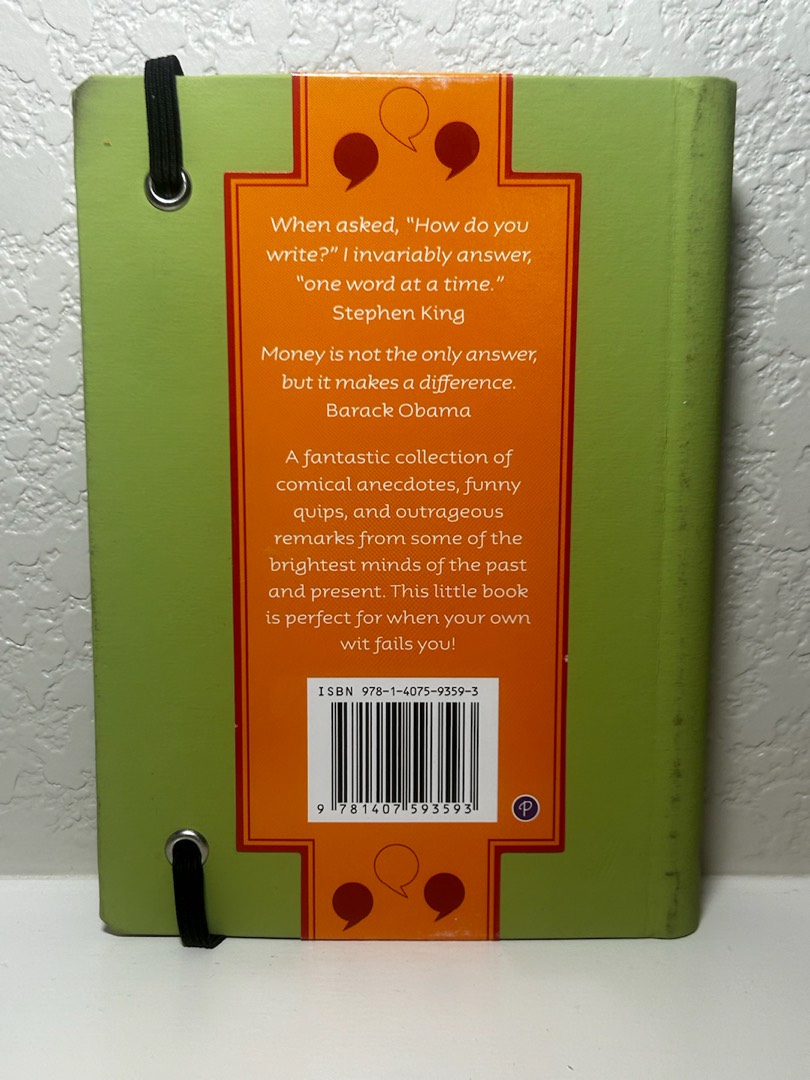 When asked, “How do you
write?” I invariably answer,
“one word at a time.”
Stephen King
Money is not the only answer,
but it makes a difference.
Barack Obama
A fantastic collection of
comical anecdotes, funny
quips, and outrageous
remarks from some of the
brightest minds of the past
and present. This little book
is perfect for when your own
wit fails you!
ISBN 978-1-4075-9359-3
9 781407 593593
P